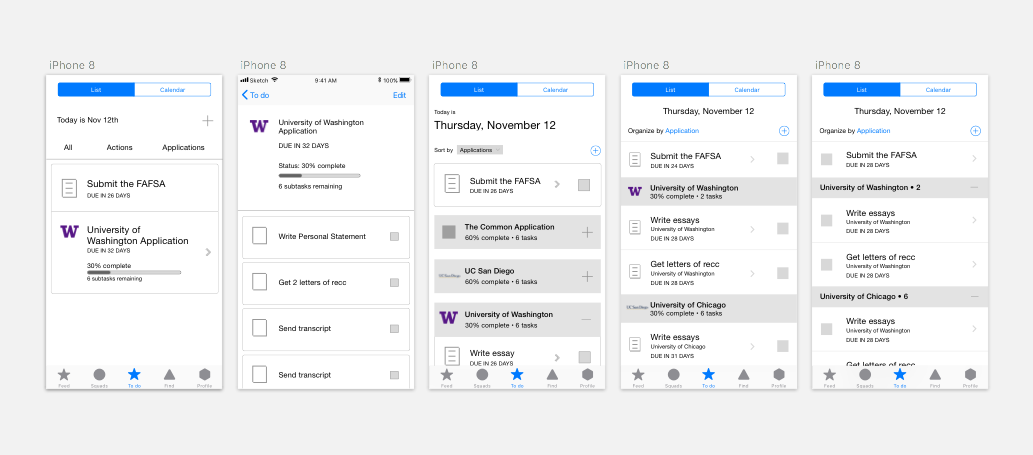 iPhone 8
List
Calendar
Today is Nov 12th
All
Actions
Applications
Submit the FAFSA
DUE IN 26 DAYS
W
University of
Washington Application
DUE IN 32 DAYS
30% complete
6 subtasks remaining
Feed
Squads
To do
Find
Profile
iPhone 8
Sketch
9:41 AM
100%
To do
Edit
W
University of Washington
Application
DUE IN 32 DAYS
Status: 30% complete
6 subtasks remaining
Write Personal Statement
Get 2 letters of recc
Send transcript
Send transcript
iPhone 8
List
Calendar
Today is
Thursday, November 12
Sort by
Applications
Submit the FAFSA
DUE IN 26 DAYS
The Common Application
60% complete • 6 tasks
UC San Diego
UC San Diego
60% complete • 6 tasks
W
University of Washington
30% complete • 6 tasks
Write essay
DUE IN 26 DAYS
Feed
Squads
To do
Find
Profile
iPhone 8
List
Calendar
Thursday, November 12
Organize by Application
Submit the FAFSA
DUE IN 24 DAYS
W
University of Washington
30% complete • 2 tasks
Write essays
University of Washington
DUE IN 28 DAYS
Get letters of recc
University of Washington
DUE IN 28 DAYS
UC San Diego
University of Chicago
30% complete • 6 tasks
Write essays
University of Chicago
DUE IN 31 DAYS
Feed
Squads
To do
Find
Profile
iPhone 8
List
Calendar
Thursday, November 12
Organize by Application
Submit the FAFSA
DUE IN 28 DAYS
University of Washington • 2
Write essays
University of Washington
DUE IN 28 DAYS
Get letters of recc
University of Washington
DUE IN 28 DAYS
University of Chicago • 6
Write essays
University of Washington
DUE IN 28 DAYS
Get letters of recc
Feed
Squads
To do
Find
Profile